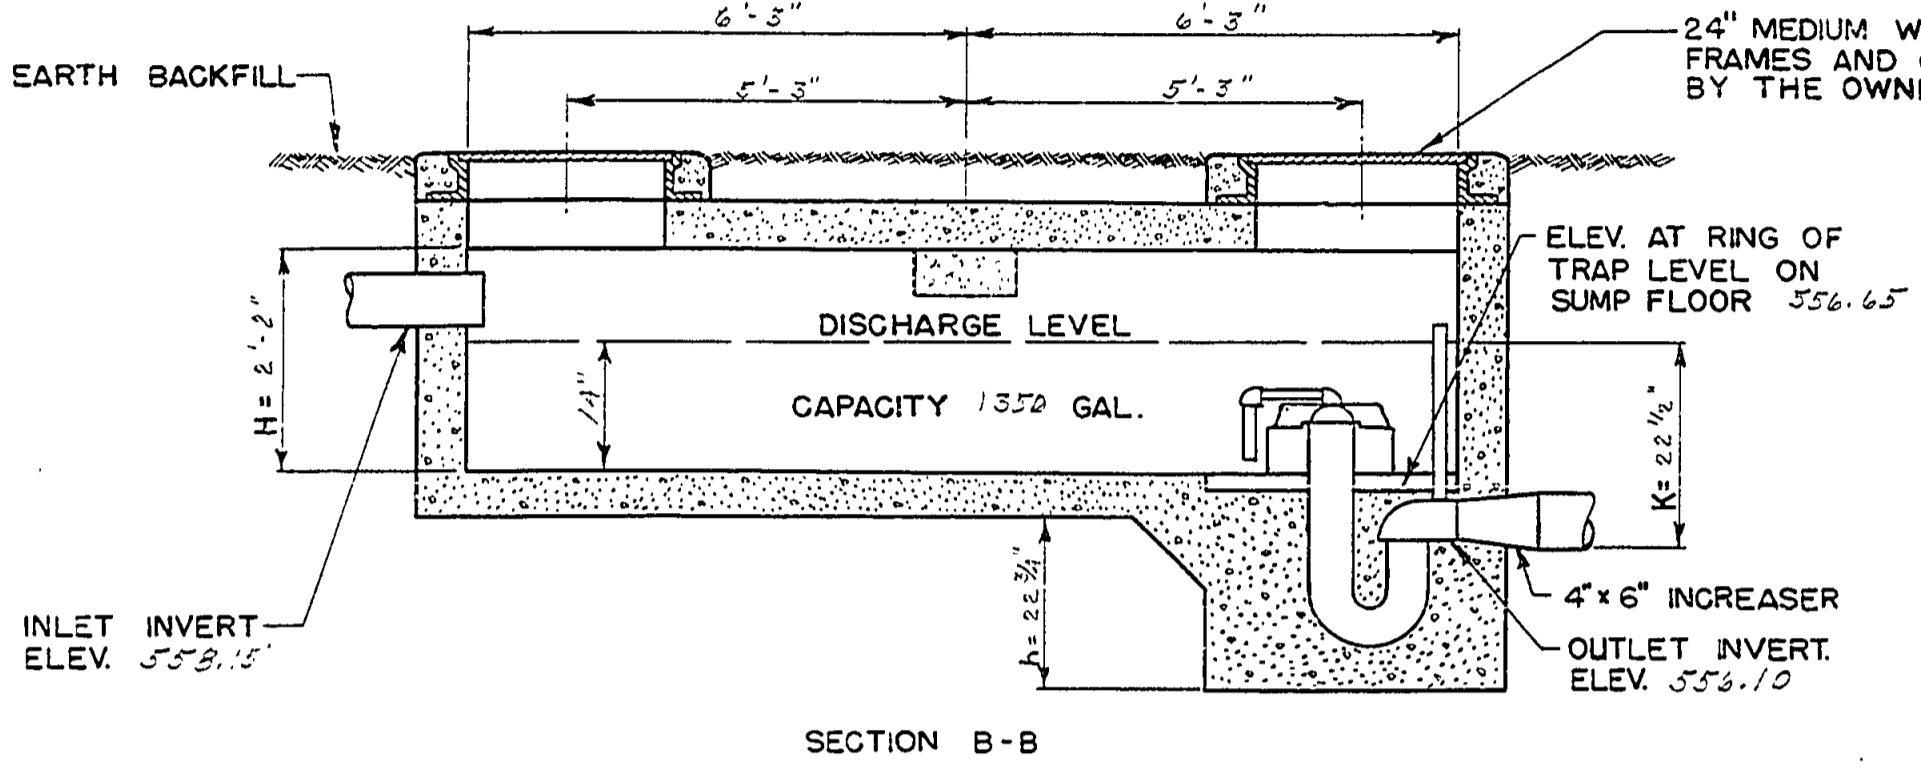 6'-3" 6'-3"
24" MEDIUM
FRAMES AND
BY THE
EARTH BACKFILL
5'-3" 5'-3"
ELEV. AT RING OF
TRAP LEVEL ON
SUMP FLOOR 556.65
H = 2'-2"
DISCHARGE LEVEL
14"
CAPACITY 1350 GAL.
K = 22 1/2"
h = 22 3/4"
4" x 6" INCREASER
INLET INVERT
ELEV. 558.15'
OUTLET INVERT.
ELEV. 556.10
SECTION B-B